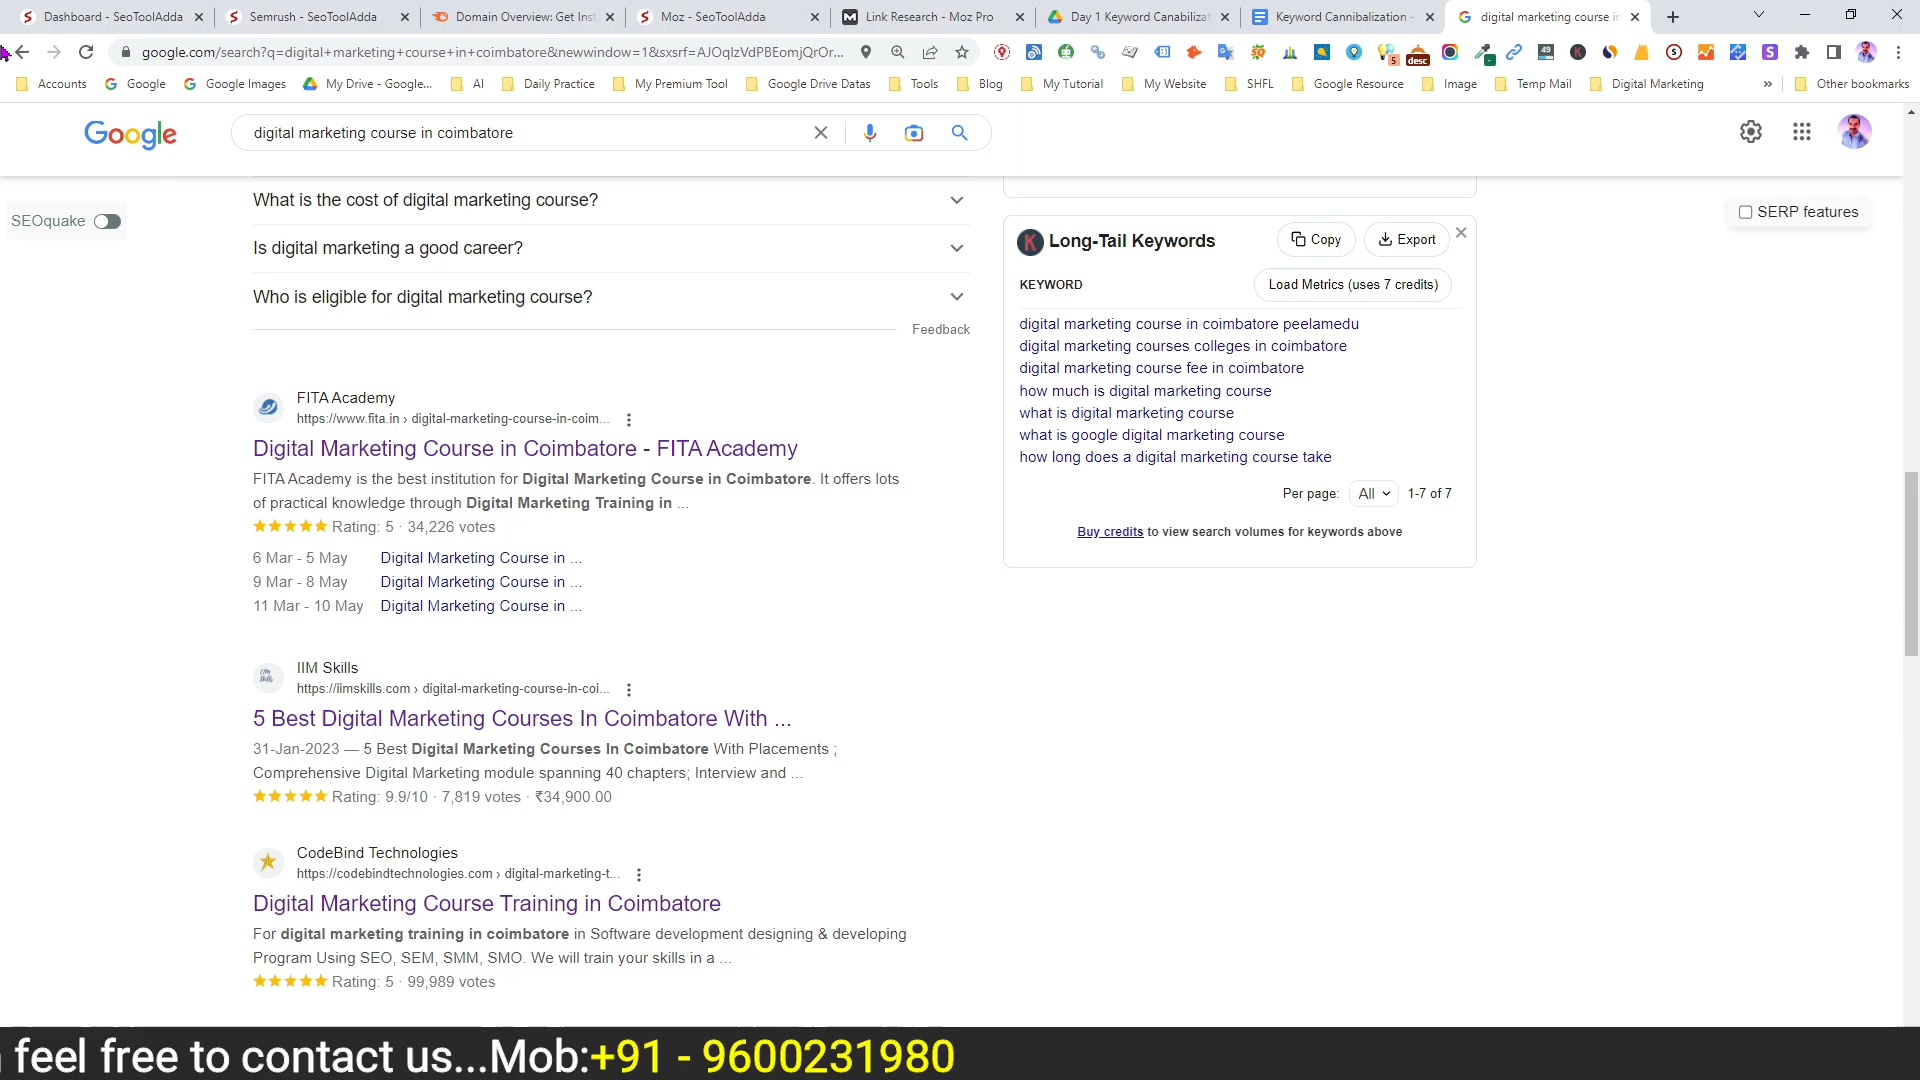 Dashboard - SeoToolAdda
Semrush - SeoToolAdda
Domain Overview: Get Inst
Moz - SeoToolAdda
Link Research - Moz Pro
Day 1 Keyword Canabilizat
Keyword Cannibalization -
digital marketing course in
google.com/search?q=digital+marketing+course+in+coimbatore&newwindow=1&sxsrf=AJOqlzVdPBEomjQrOr...
5
desc
49
Accounts
Google
Google Images
My Drive - Google...
AI
Daily Practice
My Premium Tool
Google Drive Datas
Tools
Blog
My Tutorial
My Website
SHFL
Google Resource
Image
Temp Mail
Digital Marketing
»
Other bookmarks
Google
digital marketing course in coimbatore
SEOquake
SERP features
What is the cost of digital marketing course?
Is digital marketing a good career?
Who is eligible for digital marketing course?
Feedback
FITA Academy
https://www.fita.in › digital-marketing-course-in-coim...
Digital Marketing Course in Coimbatore - FITA Academy
FITA Academy is the best institution for Digital Marketing Course in Coimbatore. It offers lots
of practical knowledge through Digital Marketing Training in ...
Rating: 5 · 34,226 votes
6 Mar - 5 May Digital Marketing Course in ...
9 Mar - 8 May Digital Marketing Course in ...
11 Mar - 10 May Digital Marketing Course in ...
IIM Skills
https://iimskills.com › digital-marketing-course-in-coi...
5 Best Digital Marketing Courses In Coimbatore With ...
31-Jan-2023 — 5 Best Digital Marketing Courses In Coimbatore With Placements ;
Comprehensive Digital Marketing module spanning 40 chapters; Interview and ...
Rating: 9.9/10 · 7,819 votes · ₹34,900.00
CodeBind Technologies
https://codebindtechnologies.com › digital-marketing-t...
Digital Marketing Course Training in Coimbatore
For digital marketing training in coimbatore in Software development designing & developing
Program Using SEO, SEM, SMM, SMO. We will train your skills in a ...
Rating: 5 · 99,989 votes
K Long-Tail Keywords
Copy
Export
KEYWORD
Load Metrics (uses 7 credits)
digital marketing course in coimbatore peelamedu
digital marketing courses colleges in coimbatore
digital marketing course fee in coimbatore
how much is digital marketing course
what is digital marketing course
what is google digital marketing course
how long does a digital marketing course take
Per page: All 1-7 of 7
Buy credits to view search volumes for keywords above
feel free to contact us...Mob:+91 - 9600231980